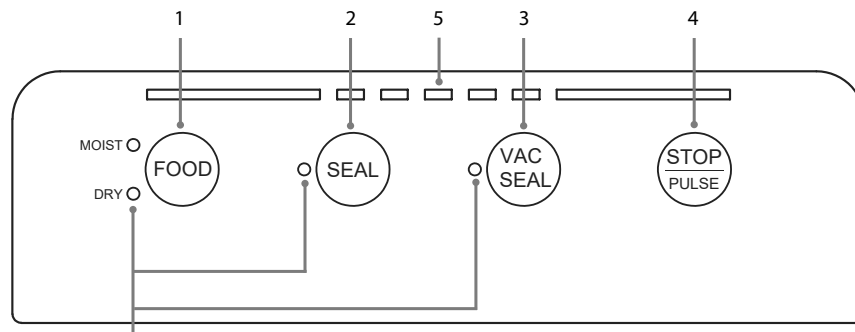 1 2 5 3 4
MOIST
DRY
FOOD
SEAL
VAC
SEAL
STOP
PULSE